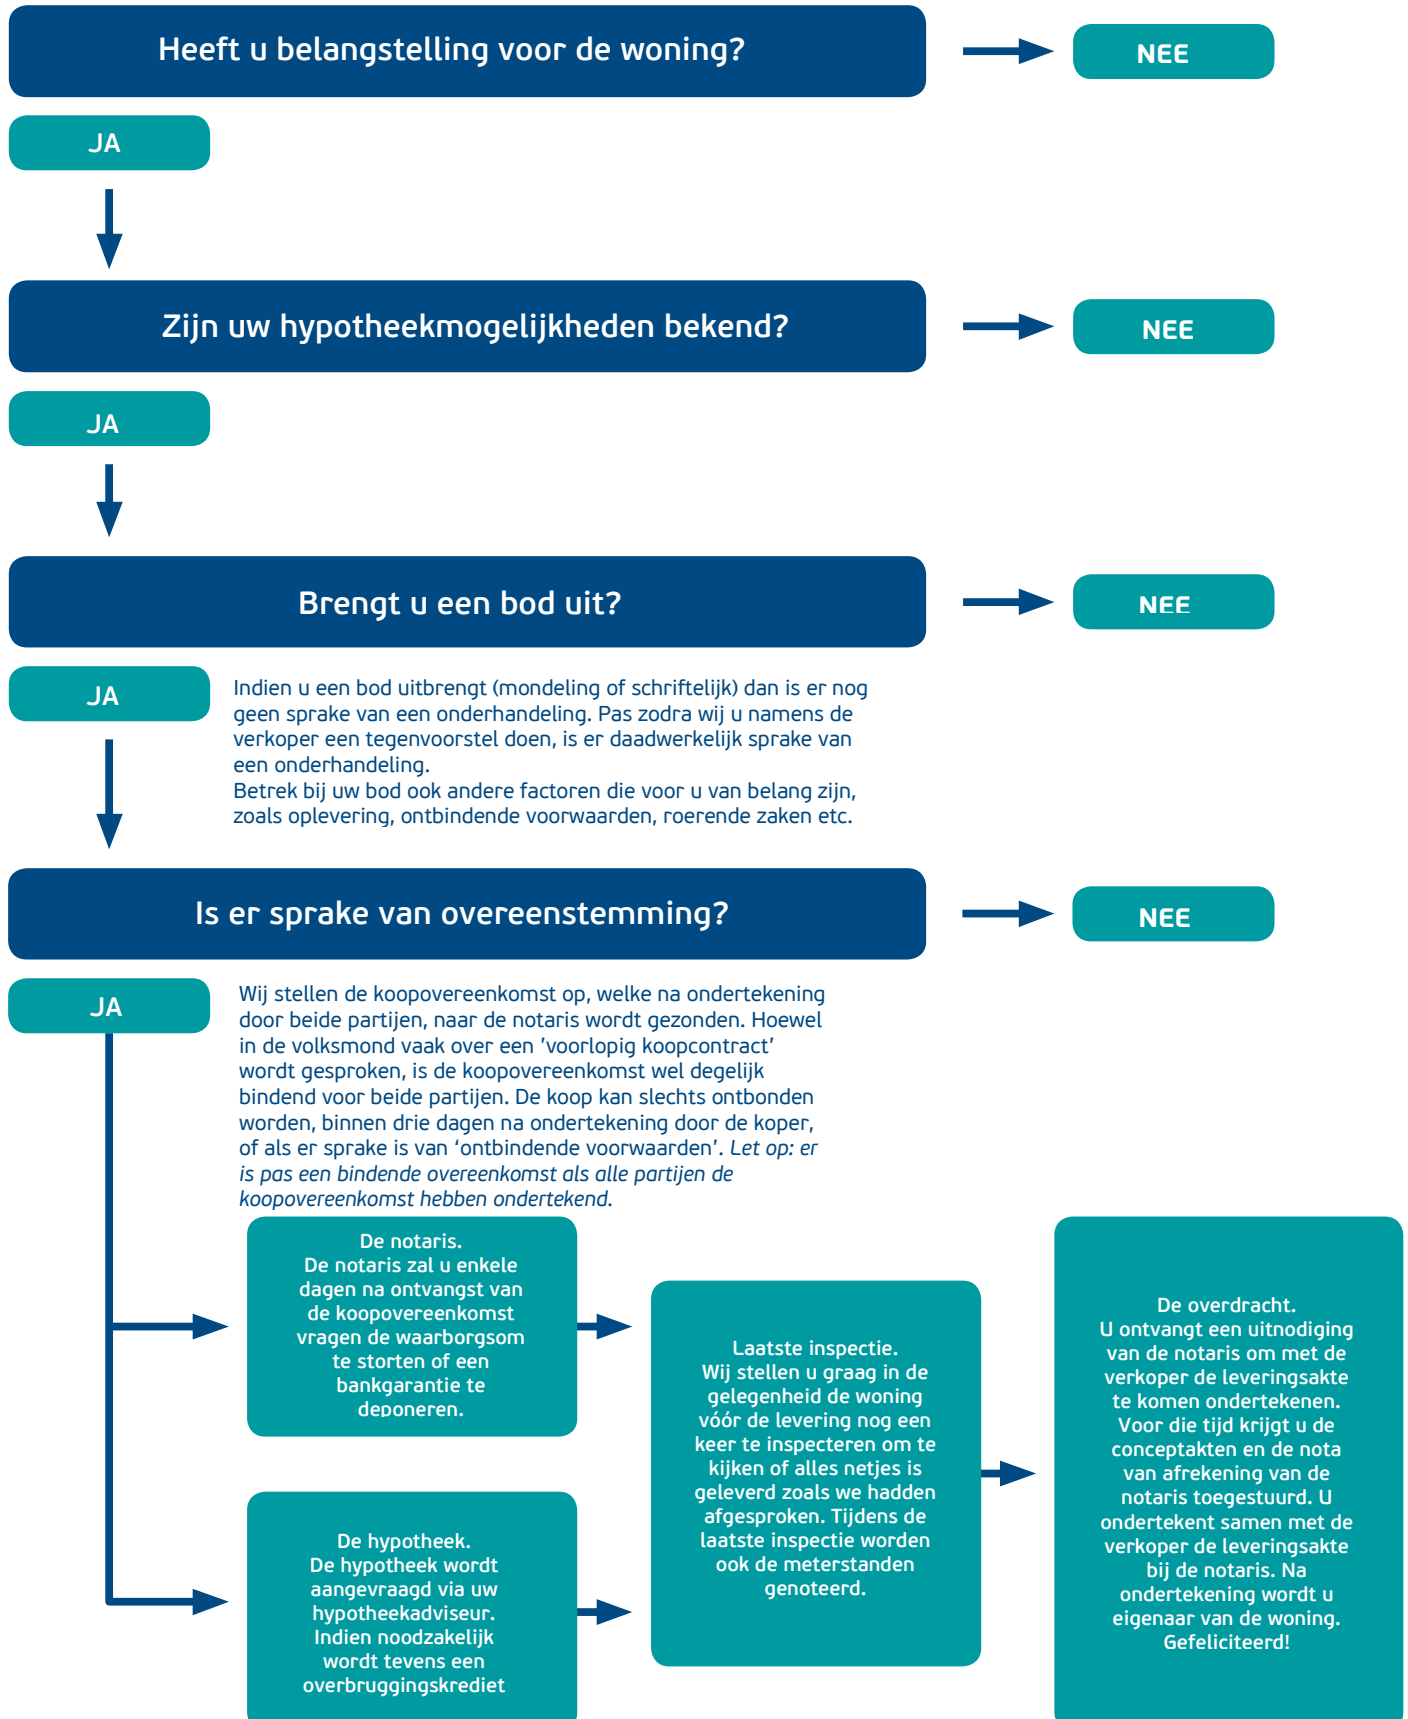 Heeft u belangstelling voor de woning?
NEE
JA
Zijn uw hypotheekmogelijkheden bekend?
NEE
JA
Brengt u een bod uit?
NEE
JA
Indien u een bod uitbrengt (mondeling of schriftelijk) dan is er nog
geen sprake van een onderhandeling. Pas zodra wij u namens de
verkoper een tegenvoorstel doen, is er daadwerkelijk sprake van
een onderhandeling.
Betrek bij uw bod ook andere factoren die voor u van belang zijn,
zoals oplevering, ontbindende voorwaarden, roerende zaken etc.
Is er sprake van overeenstemming?
NEE
JA
Wij stellen de koopovereenkomst op, welke na ondertekening
door beide partijen, naar de notaris wordt gezonden. Hoewel
in de volksmond vaak over een 'voorlopig koopcontract'
wordt gesproken, is de koopovereenkomst wel degelijk
bindend voor beide partijen. De koop kan slechts ontbonden
worden, binnen drie dagen na ondertekening door de koper,
of als er sprake is van ‘ontbindende voorwaarden’. Let op: er
is pas een bindende overeenkomst als alle partijen de
koopovereenkomst hebben ondertekend.
De notaris.
De notaris zal u enkele
dagen na ontvangst van
de koopovereenkomst
vragen de waarborgsom
te storten of een
bankgarantie te
deponeren.
De hypotheek.
De hypotheek wordt
aangevraagd via uw
hypotheekadviseur.
Indien noodzakelijk
wordt tevens een
overbruggingskrediet
Laatste inspectie.
Wij stellen u graag in de
gelegenheid de woning
vóór de levering nog een
keer te inspecteren om te
kijken of alles netjes is
geleverd zoals we hadden
afgesproken. Tijdens de
laatste inspectie worden
ook de meterstanden
genoteerd.
De overdracht.
U ontvangt een uitnodiging
van de notaris om met de
verkoper de leveringsakte
te komen ondertekenen.
Voor die tijd krijgt u de
conceptakten en de nota
van afrekening van de
notaris toegestuurd. U
ondertekent samen met de
verkoper de leveringsakte
bij de notaris. Na
ondertekening wordt u
eigenaar van de woning.
Gefeliciteerd!